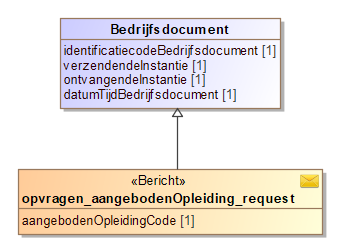 Bedrijfsdocument
identificatiecodeBedrijfsdocument [1]
verzendendeInstantie [1]
ontvangendeInstantie [1]
datumTijdBedrijfsdocument [1]
«Bericht»
opvragen_aangebodenOpleiding_request
aangebodenOpleidingCode [1]